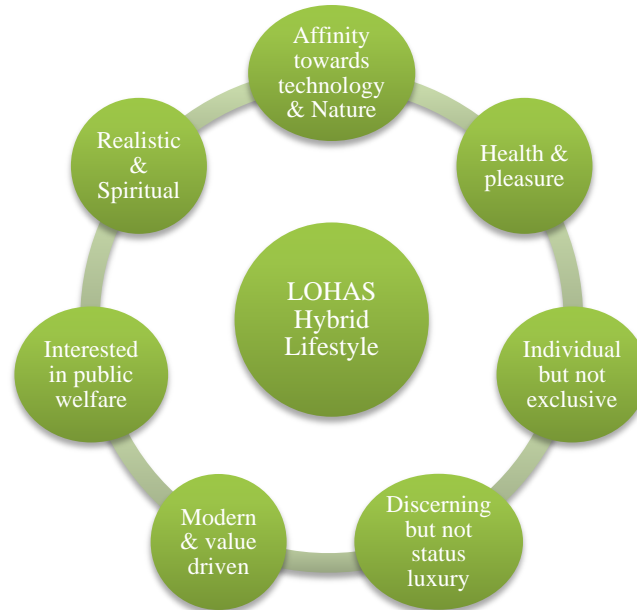 Affinity
towards
technology
& Nature
Health &
pleasure
Individual
but not
exclusive
Discerning
but not
status
luxury
Modern
& value
driven
Interested
in public
welfare
Realistic
&
Spiritual
LOHAS
Hybrid
Lifestyle